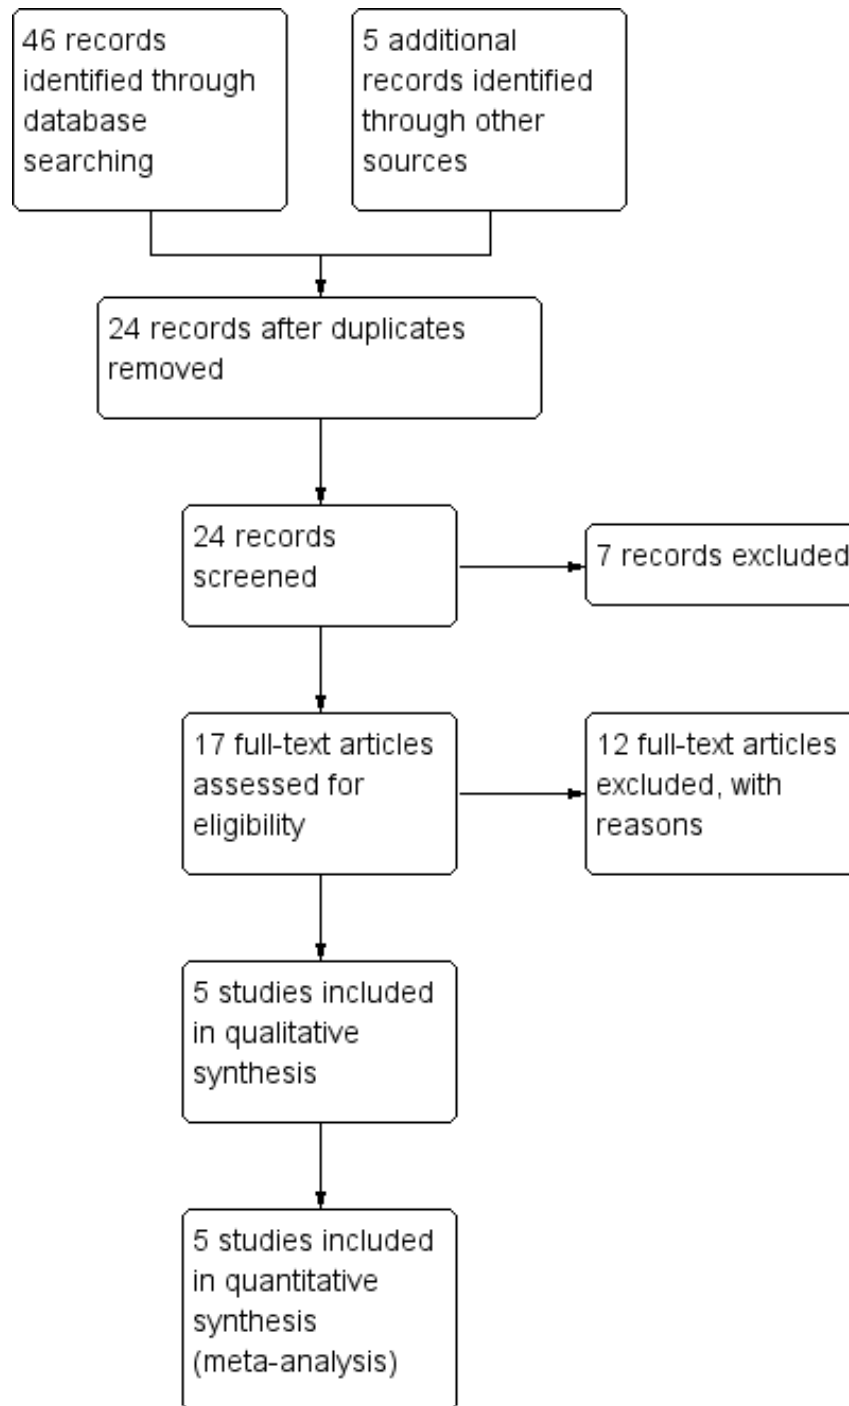 46 records
identified through
database
searching
5 additional
records identified
through other
sources
24 records after duplicates
removed
24 records
screened
7 records excluded
17 full-text articles
assessed for
eligibility
12 full-text articles
excluded, with
reasons
5 studies included
in qualitative
synthesis
5 studies included
in quantitative
synthesis
(meta-analysis)